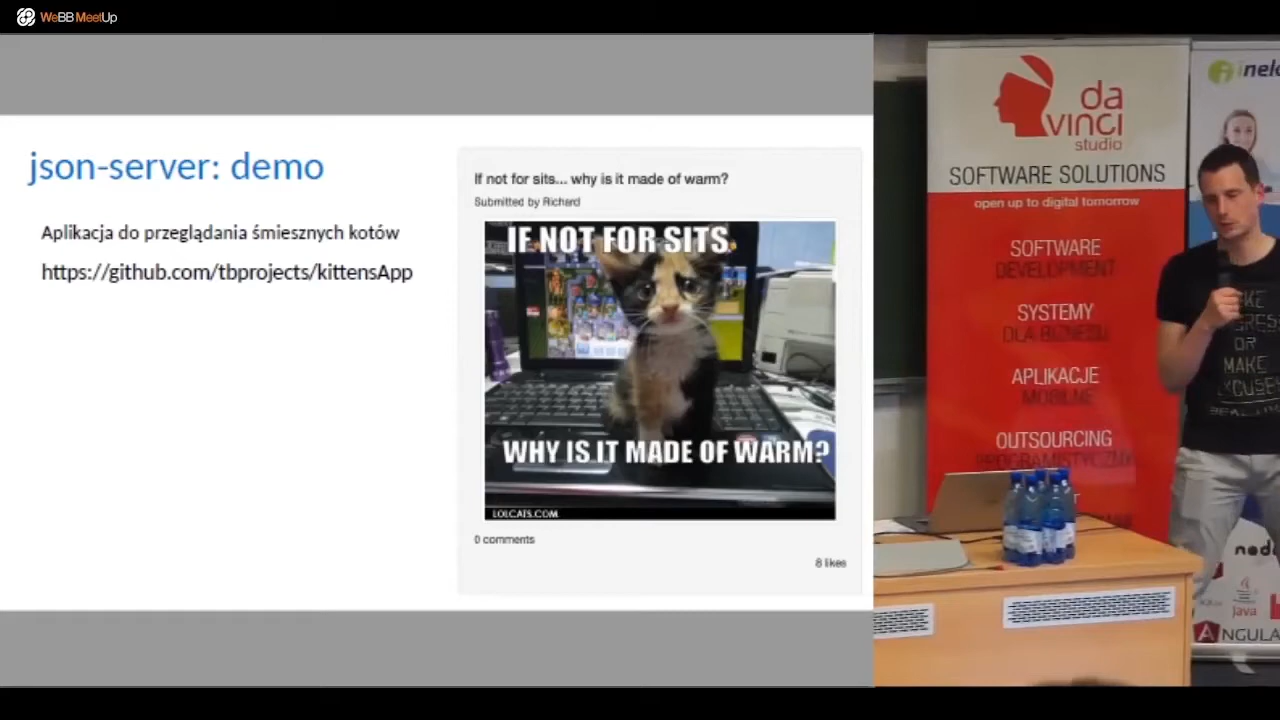 WeBB MeetUp
json-server: demo
Aplikacja do przeglądania śmiesznych kotów
https://github.com/tbprojects/kittensApp
If not for sits... why is it made of warm?
Submitted by Richard
IF NOT FOR SITS
WHY IS IT MADE OF WARM?
LOLCATS.COM
0 comments
8 likes
da
vinci
studio
SOFTWARE SOLUTIONS
open up to digital tomorrow
SOFTWARE
DEVELOPMENT
SYSTEMY
DLA BIZNESU
APLIKACJE
MOBILNE
OUTSOURCING
OR
MAKE
Java